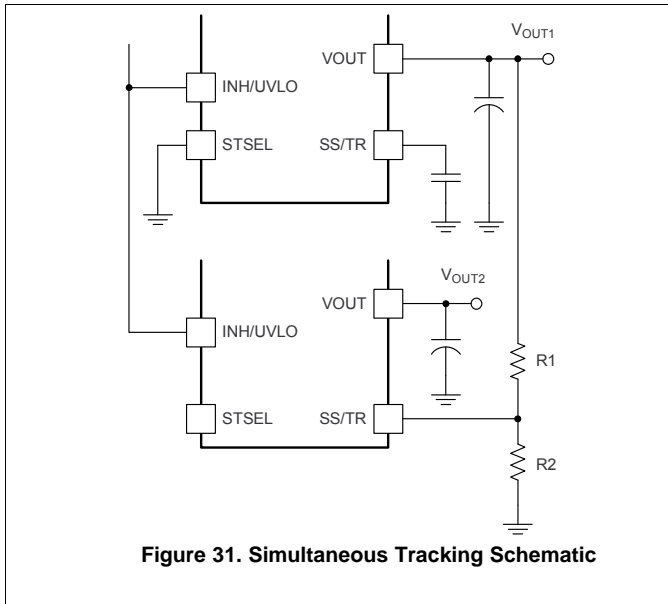 VOUT
VOUT1
INH/UVLO
STSEL
SS/TR
VOUT2
VOUT
INH/UVLO
R1
STSEL
SS/TR
R2
Figure 31. Simultaneous Tracking Schematic